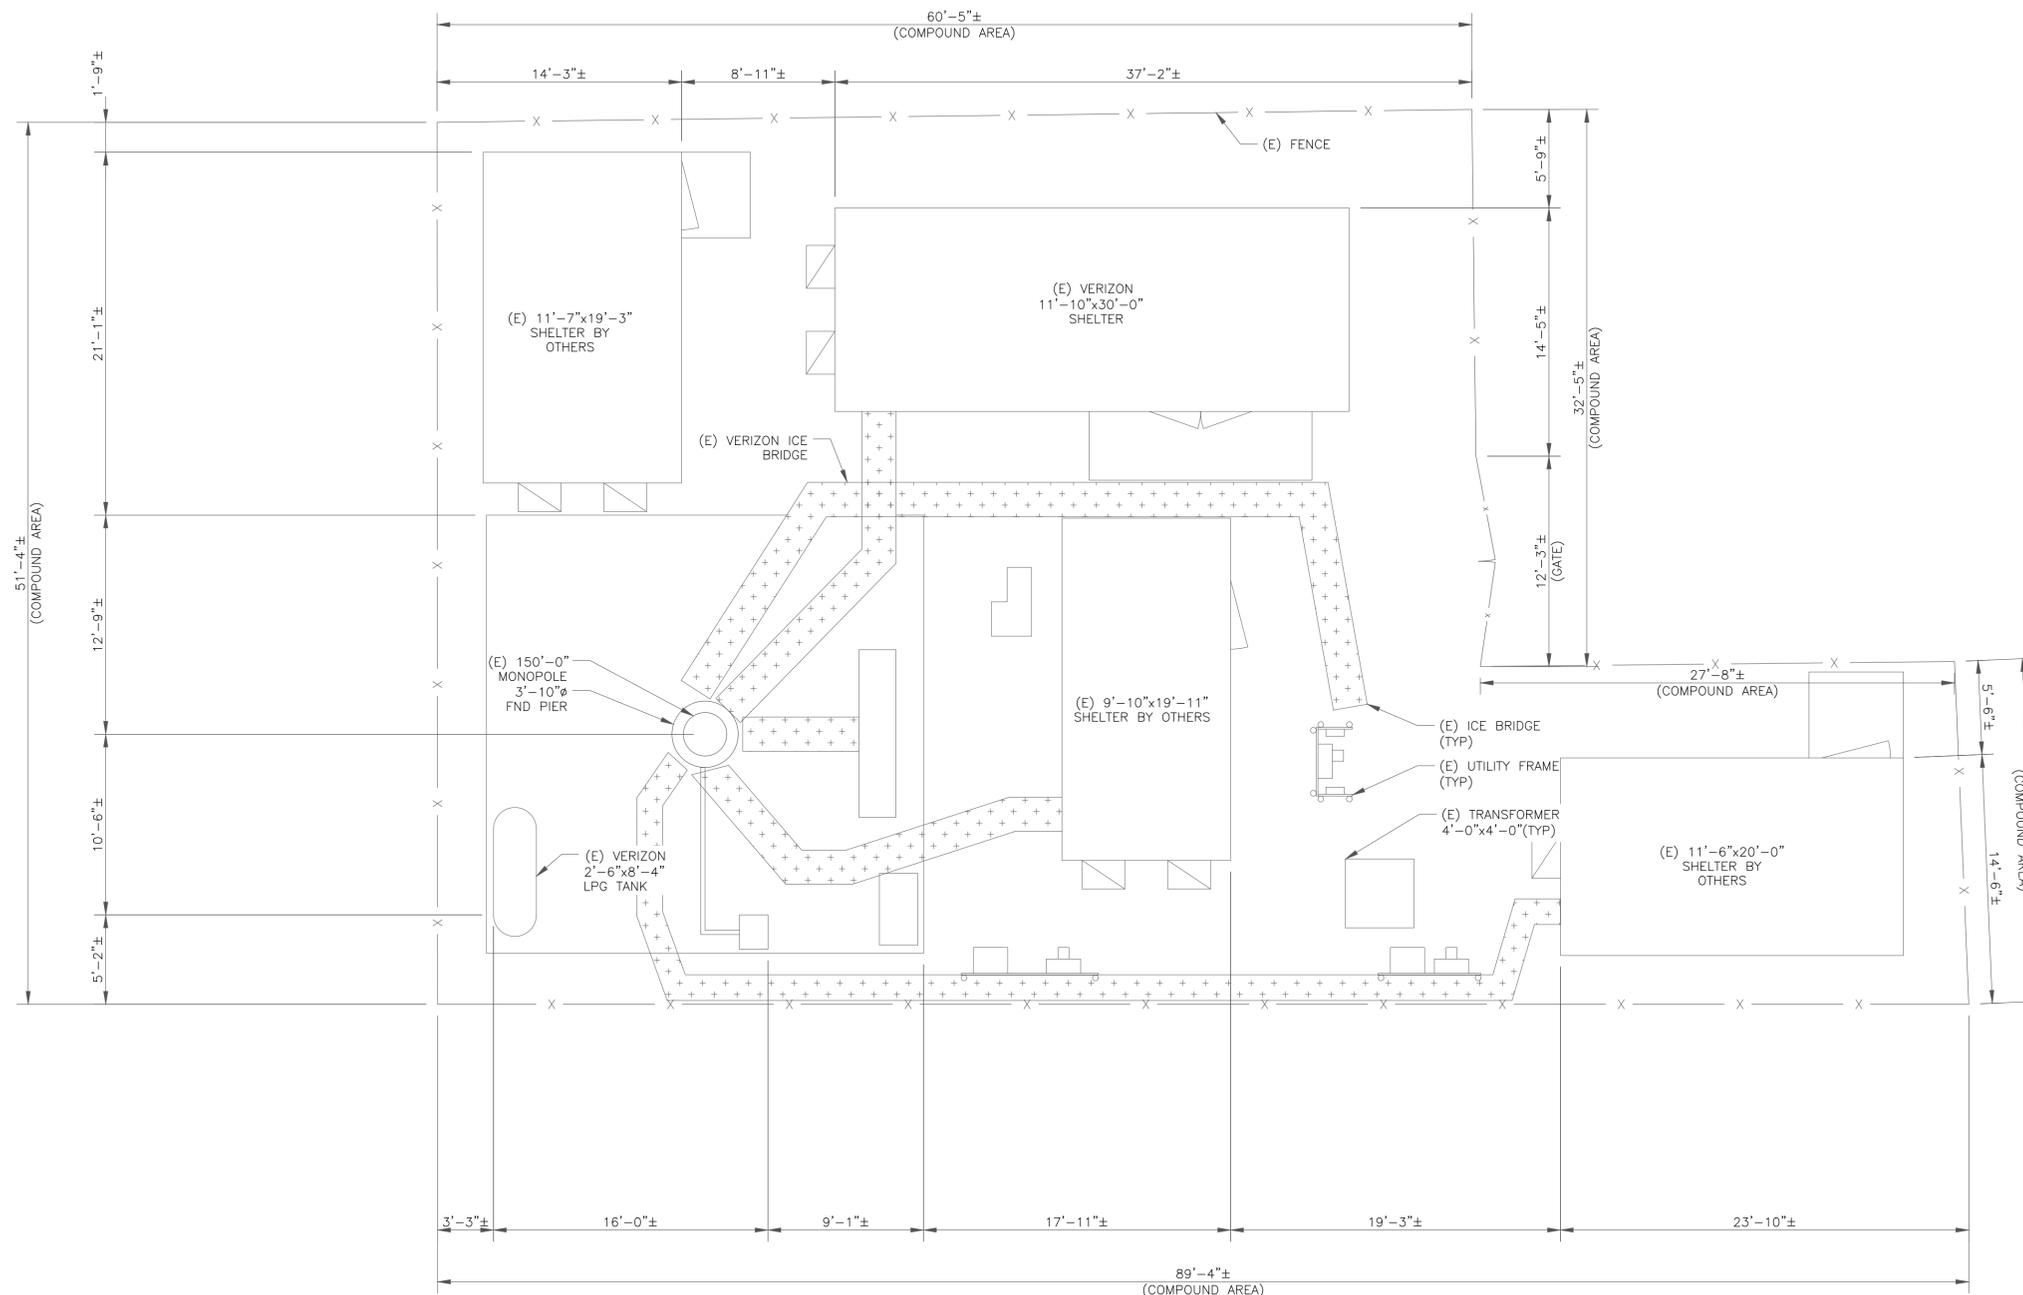 60'-5"±
(COMPOUND AREA)
1'-9"±
14'-3"±
8'-11"±
37'-2"±
(E) FENCE
5'-9"±
(E) VERIZON
11'-10"x30'-0"
SHELTER
(E) 11'-7"x19'-3"
SHELTER BY
OTHERS
21'-1"±
14'-5"±
32'-5"±
(COMPOUND AREA)
(E) VERIZON ICE
BRIDGE
51'-4"±
(COMPOUND AREA)
12'-3"±
(GATE)
12'-9"±
(E) 150'-0"
MONOPOLE
3'-10"ø
FND PIER
27'-8"±
(COMPOUND AREA)
5'-6"±
(E) 9'-10"x19'-11"
SHELTER BY OTHERS
(E) ICE BRIDGE
(TYP)
(E) UTILITY FRAME
(TYP)
(E) TRANSFORMER
4'-0"x4'-0"(TYP)
10'-6"±
(E) VERIZON
2'-6"x8'-4"
LPG TANK
(E) 11'-6"x20'-0"
SHELTER BY
OTHERS
14'-6"±
(COMPOUND AREA)
5'-2"±
3'-3"±
16'-0"±
9'-1"±
17'-11"±
19'-3"±
23'-10"±
89'-4"±
(COMPOUND AREA)